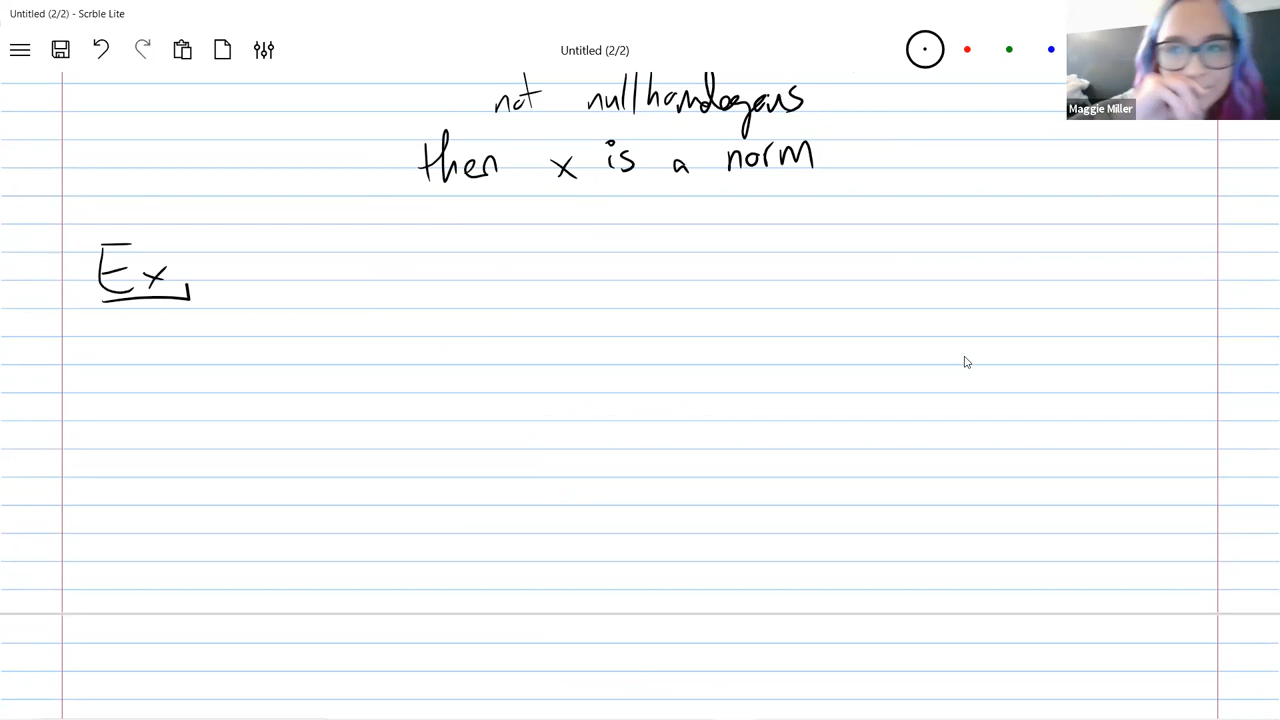 Untitled (2/2) - Scrble Lite
Untitled (2/2)
Maggie Miller
not nullhomologous
then x is a norm
Ex